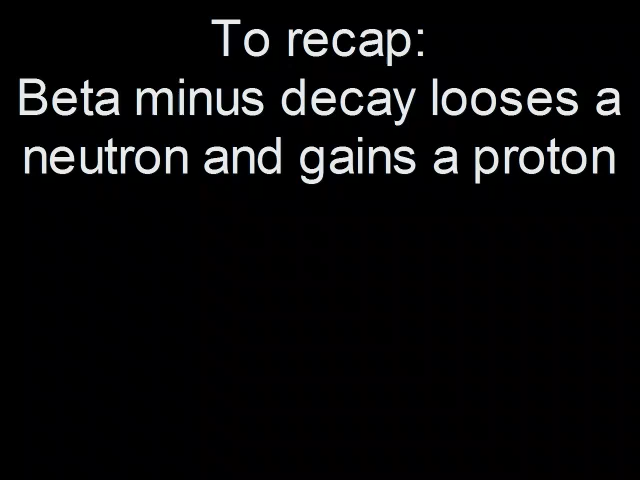 To recap:
Beta minus decay looses a
neutron and gains a proton